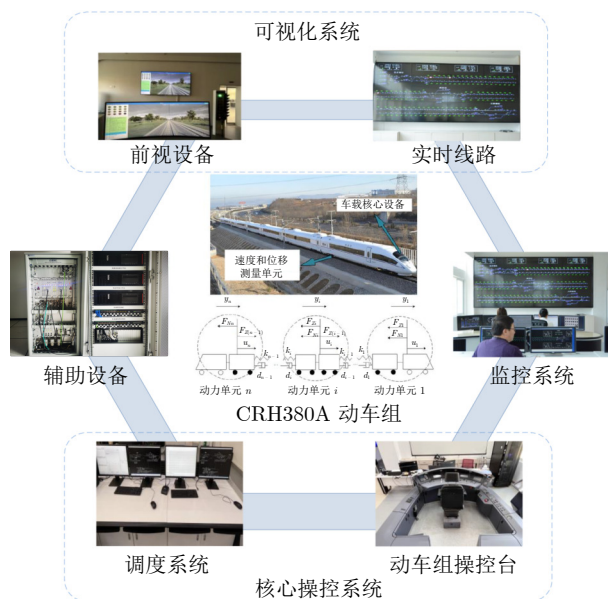 可视化系统
前视设备
实时线路
车载核心设备
速度和位移
测量单元
辅助设备
监控系统
动力单元 n
动力单元 i
动力单元 1
CRH380A 动车组
调度系统
动车组操控台
核心操控系统